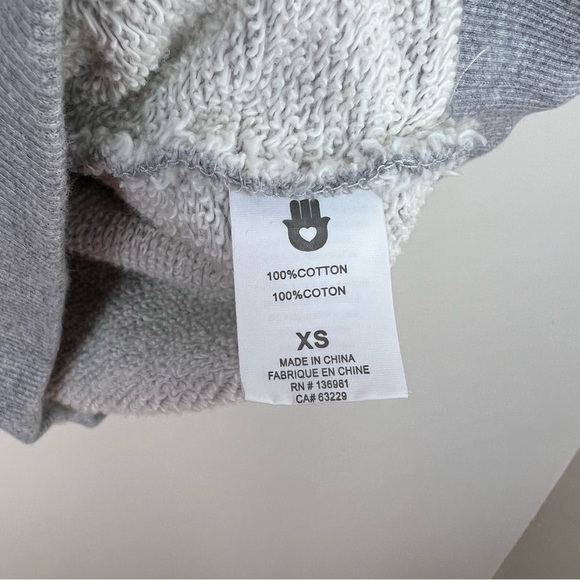 100%COTTON
100%COTON
XS
MADE IN CHINA
FABRIQUE EN CHINE
RN # 136981
CA# 63229